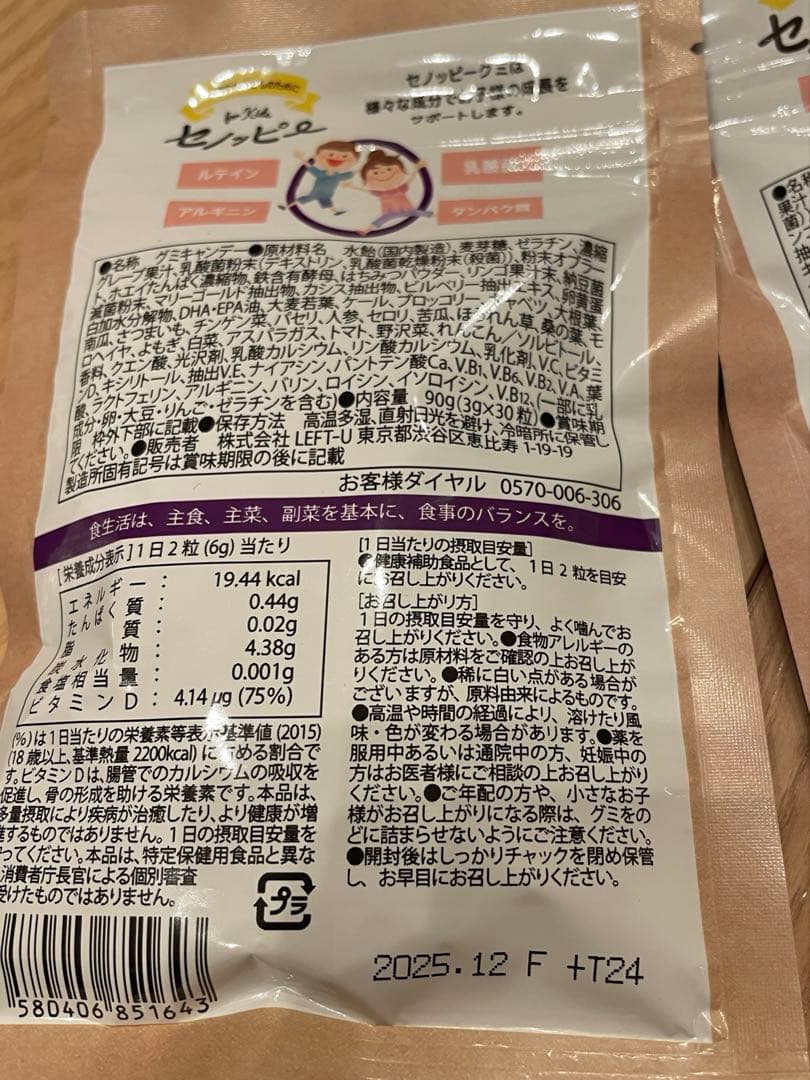 for Kids
セノッピー
セノッピーグミは
様々な成分でお子様の成長を
サポートします。
ルテイン
乳酸菌
アルギニン
タンパク質
●名称 グミキャンデー●原材料名 水飴(国内製造)、麦芽糖、ゼラチン、濃縮
グレープ果汁、乳酸菌粉末(デキストリン、乳酸菌乾燥粉末(殺菌))、粉末オブラー
ト、ホエイたんぱく濃縮物、鉄含有酵母、はちみつパウダー、リンゴ果汁末、納豆菌
滅菌粉末、マリーゴールド抽出物、カシス抽出物、ビルベリー抽出エキス、卵黄蛋
白加水分解物、DHA・EPA油、大麦若葉、ケール、ブロッコリー、キャベツ、大根葉、
南瓜、さつまいも、チンゲン菜、パセリ、人参、セロリ、苦瓜、ほうれん草、桑の葉、モ
ロヘイヤ、よもぎ、白菜、アスパラガス、トマト、野沢菜、れんこん／ソルビトール、
香料、クエン酸、光沢剤、乳酸カルシウム、リン酸カルシウム、乳化剤、V.C、ビタミ
ンD、キシリトール、抽出V.E、ナイアシン、パントテン酸Ca、V.B1、V.B6、V.B2、V.A、葉
酸、ラクトフェリン、アルギニン、バリン、ロイシン、イソロイシン、V.B12、(一部に乳
成分・卵・大豆・りんご・ゼラチンを含む)●内容量 90g(3g×30粒)●賞味期
限 枠外下部に記載●保存方法 高温多湿、直射日光を避け、冷暗所に保管し
てください。●販売者 株式会社 LEFT-U 東京都渋谷区恵比寿 1-19-19
製造所固有記号は賞味期限の後に記載
お客様ダイヤル 0570-006-306
食生活は、主食、主菜、副菜を基本に、食事のバランスを。
[栄養成分表示] 1日2粒(6g)当たり
エネルギー： 19.44 kcal
たんぱく質： 0.44g
脂質： 0.02g
炭水化物： 4.38g
食塩相当量： 0.001g
ビタミンD： 4.14μg (75%)
(%)は1日当たりの栄養素等表示基準値(2015)
(18歳以上、基準熱量2200kcal)に占める割合で
す。ビタミンDは、腸管でのカルシウムの吸収を
促進し、骨の形成を助ける栄養素です。本品は、
多量摂取により疾病が治癒したり、より健康が増
進するものではありません。1日の摂取目安量を
守ってください。本品は、特定保健用食品と異な
消費者庁長官による個別審査
受けたものではありません。
プラ
580406 851643
[1日当たりの摂取目安量]
●健康補助食品として、1日2粒を目安
にお召し上がりください。
[お召し上がり方]
1日の摂取目安量を守り、よく噛んでお
召し上がりください。●食物アレルギーの
ある方は原材料をご確認の上お召し上が
りください。●稀に白い点がある場合が
ございますが、原料由来によるものです。
●高温や時間の経過により、溶けたり風
味・色が変わる場合があります。●薬を
服用中あるいは通院中の方、妊娠中の
方はお医者様にご相談の上お召し上がり
ください。●ご年配の方や、小さなお子
様がお召し上がりになる際は、グミをの
どに詰まらせないようにご注意ください。
●開封後はしっかりチャックを閉め保管
し、お早目にお召し上がりください。
2025.12 F +T24